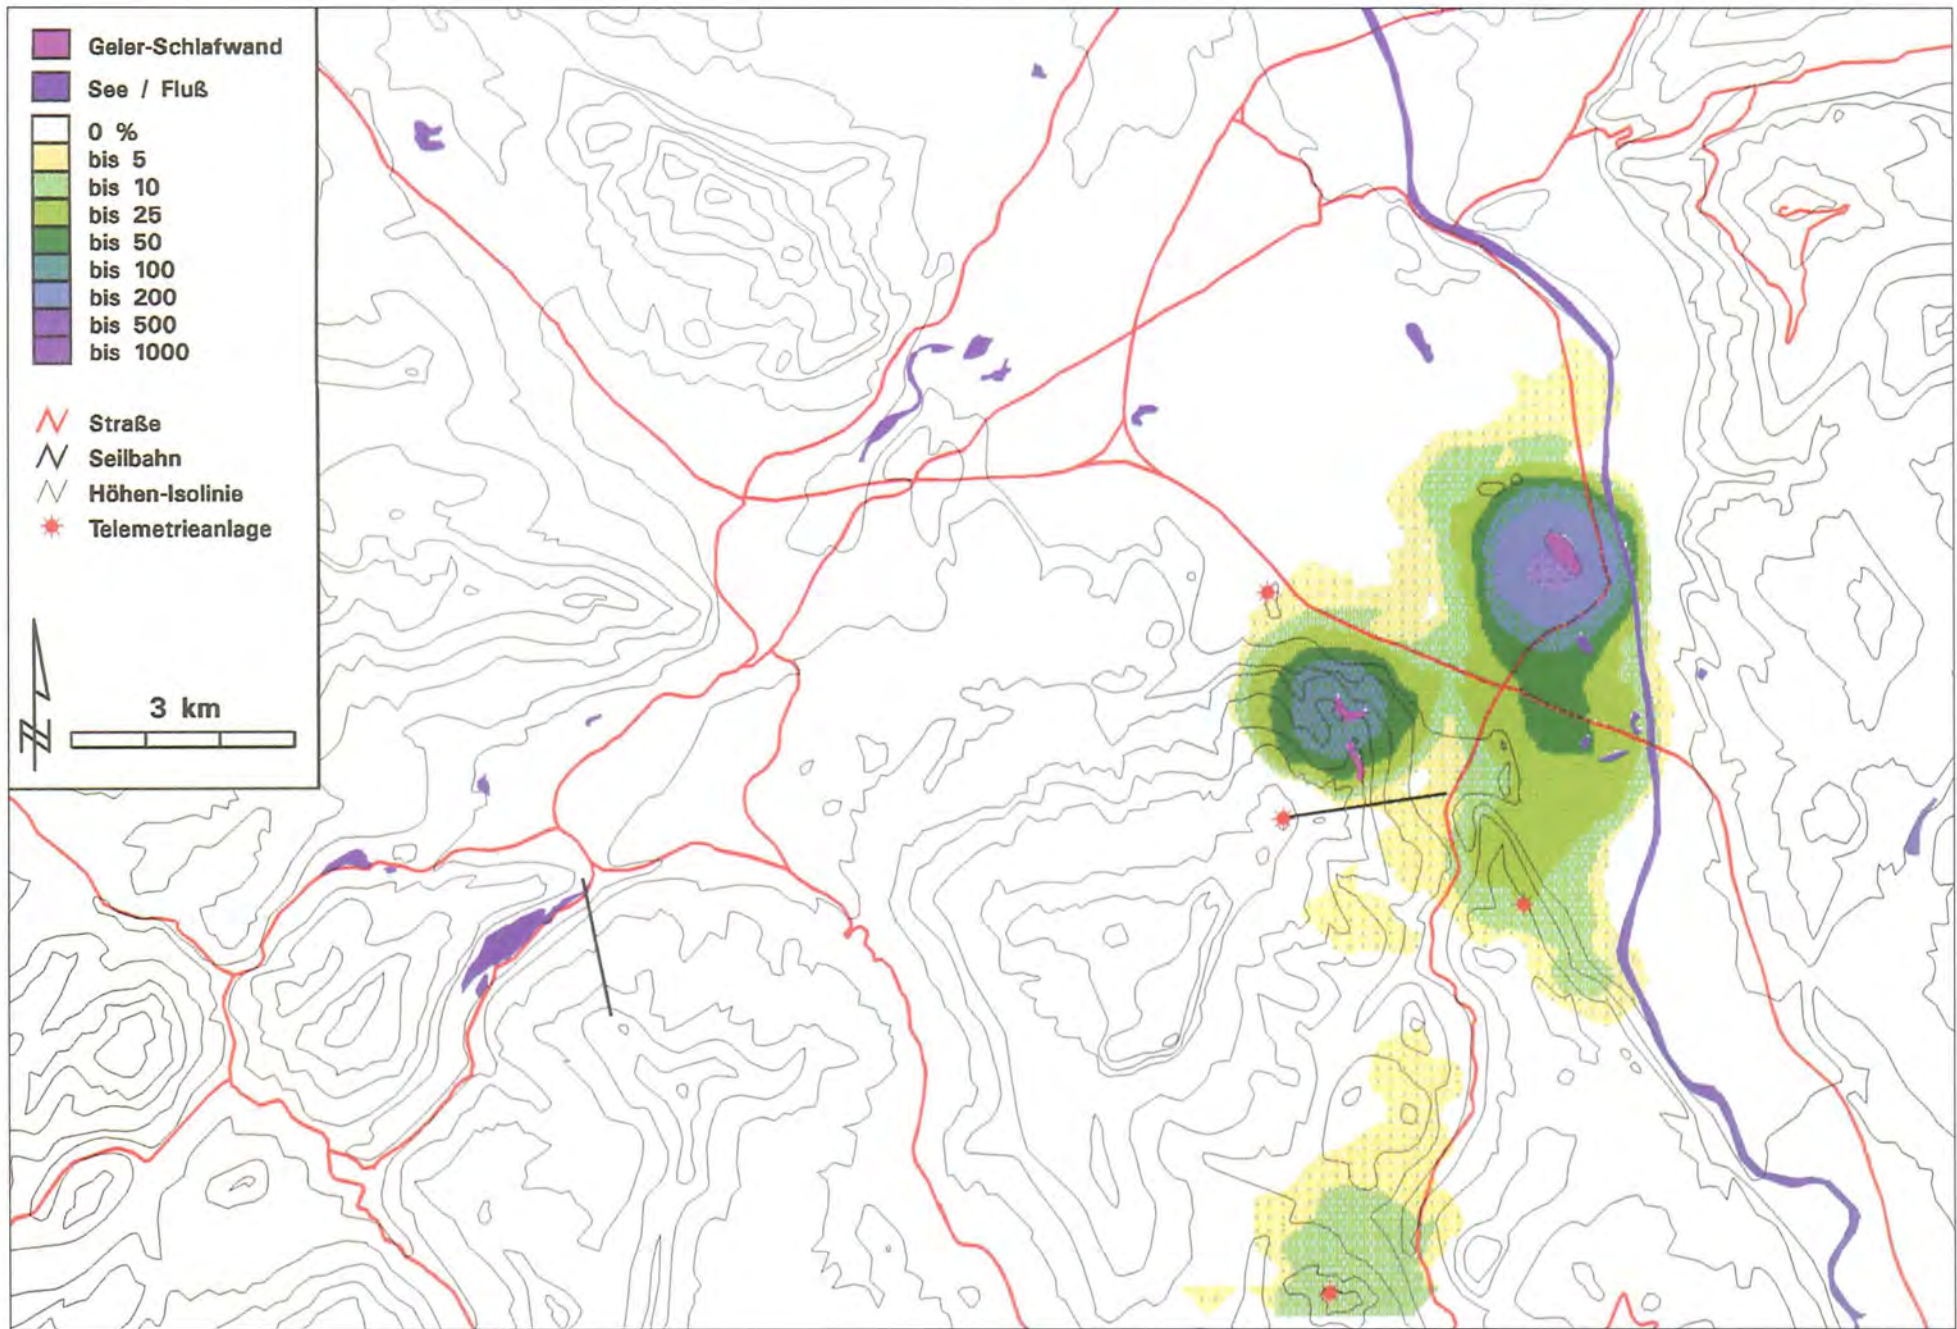 Geier-Schlafwand
See / Fluß
0 %
bis 5
bis 10
bis 25
bis 50
bis 100
bis 200
bis 500
bis 1000
Straße
Seilbahn
Höhen-Isolinie
Telemetrieanlage
3 km